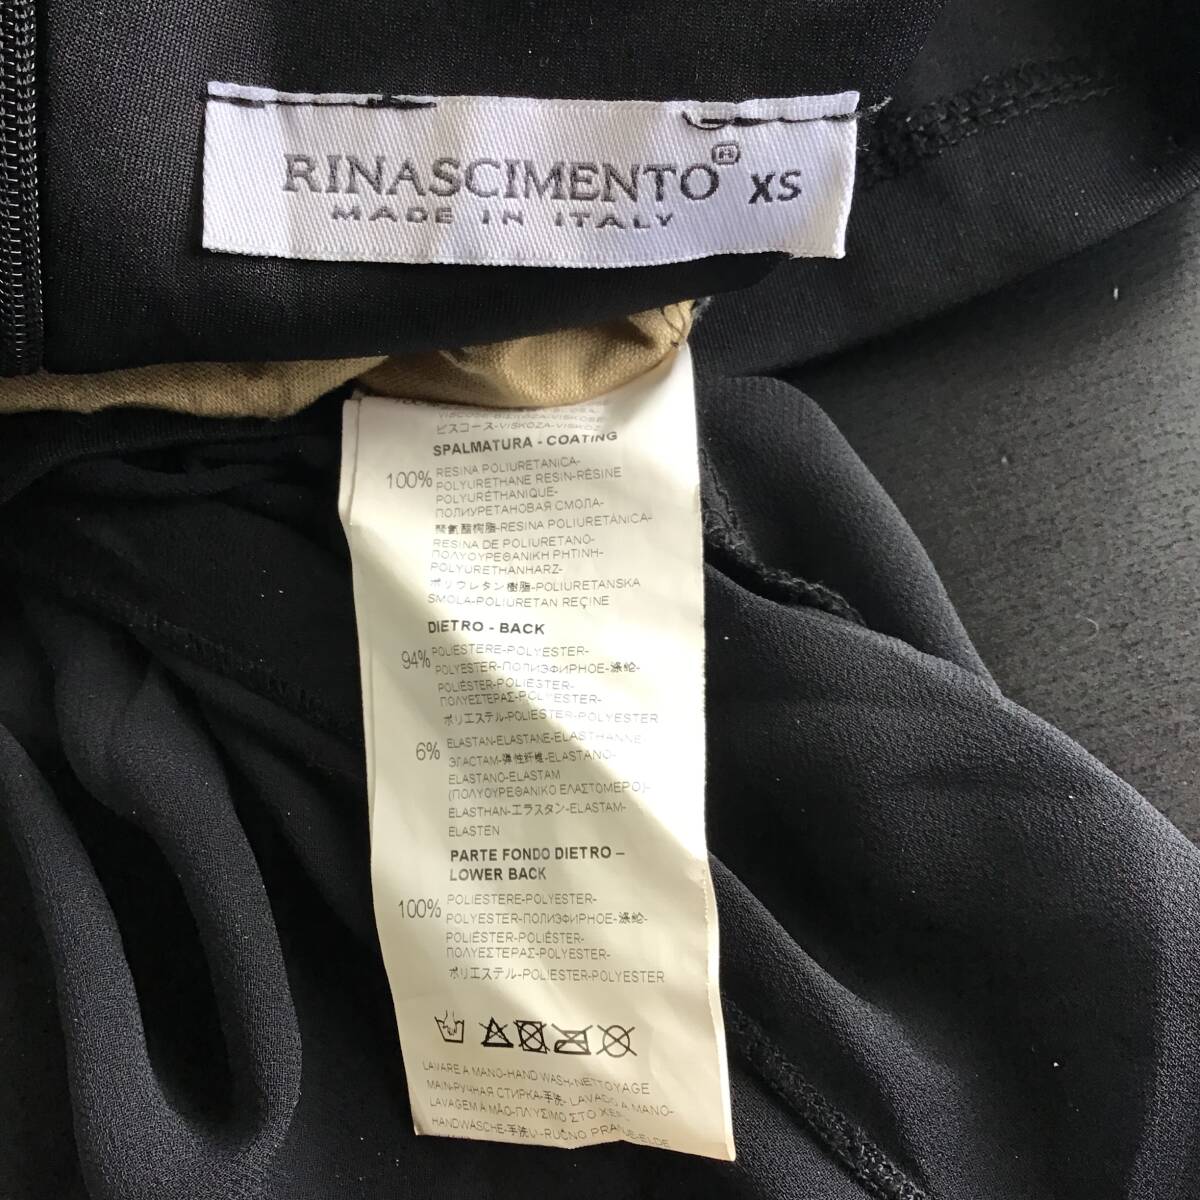 RINASCIMENTO® XS
MADE IN ITALY
ビスコース-VISKOZA-VISKOZ
SPALMATURA - COATING
100% RESINA POLIURETANICA-
POLYURETHANE RESIN-RÉSINE
POLYURÉTHANIQUE-
ПОЛИУРЕТАНОВАЯ СМОЛА-
聚氰酯树脂-RESINA POLIURETÁNICA-
RESINA DE POLIURETANO-
ΠΟΛΥΟΥΡΕΘΑΝΙΚΗ ΡΗΤΙΝΗ-
POLYURETHANHARZ-
ポリウレタン樹脂-POLIURETANSKA
SMOLA-POLIURETAN REÇINE
DIETRO - BACK
94% POLIESTERE-POLYESTER-
POLYESTER-ПОЛИЭФИРНОЕ-涤纶-
POLIÉSTER-POLIÉSTER-
ΠΟΛΥΕΣΤΕΡΑΣ-POLYESTER-
ポリエステル-POLIESTER-POLYESTER
6% ELASTAN-ELASTANE-ELASTHANNE-
ЭЛАСТАМ-弹性纤维-ELASTANO-
ELASTANO-ELASTAM
(ΠΟΛΥΟΥΡΕΘΑΝΙΚΟ ΕΛΑΣΤΟΜΕΡΟ)-
ELASTHAN-エラスタン-ELASTAM-
ELASTEN
PARTE FONDO DIETRO –
LOWER BACK
100% POLIESTERE-POLYESTER-
POLYESTER-ПОЛИЭФИРНОЕ-涤纶-
POLIÉSTER-POLIÉSTER-
ΠΟΛΥΕΣΤΕΡΑΣ-POLYESTER-
ポリエステル-POLIESTER-POLYESTER
LAVARE A MANO-HAND WASH-NETTOYAGE
MAIN-РУЧНАЯ СТИРКА-手洗- LAVADO A MANO-
LAVAGEM À MÃO-ΠΛΥΣΙΜΟ ΣΤΟ ΧΕΡΙ-
HANDWÄSCHE-手洗い-RUČNO PRANJE-ELDE